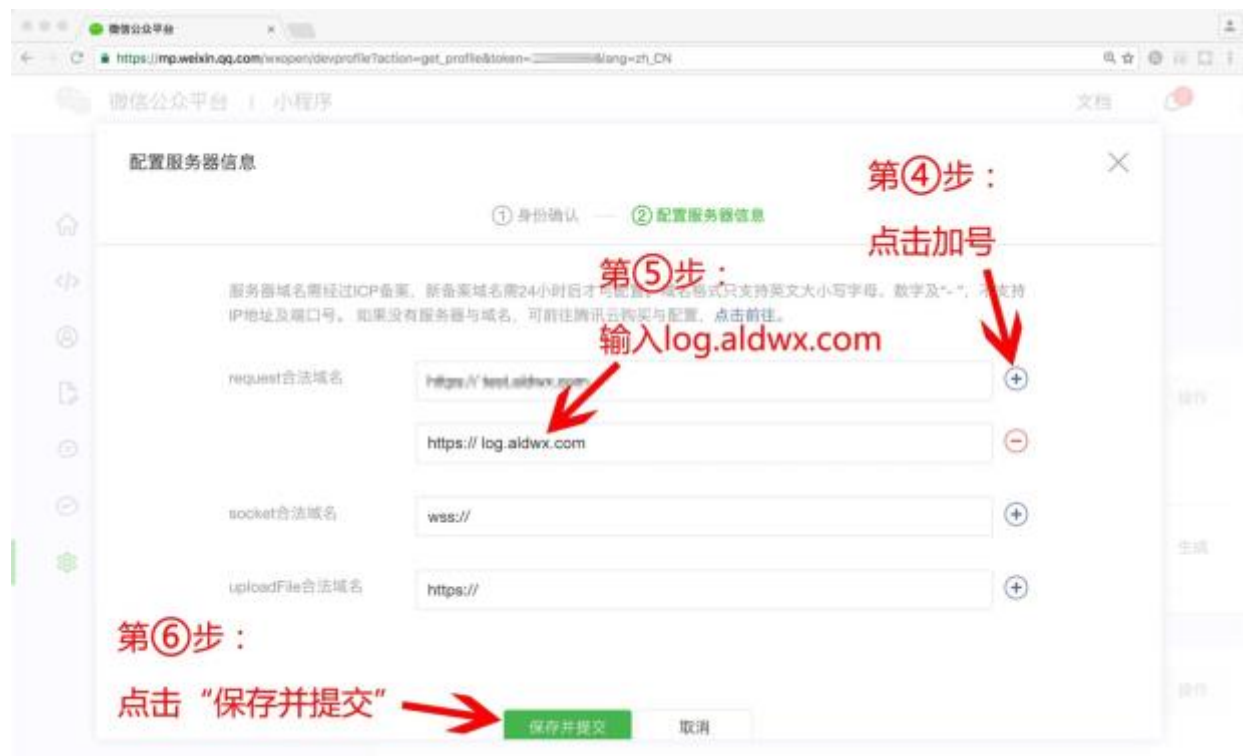 微信公众平台
https://mp.weixin.qq.com/wxopen/devprofile?action=get_profile&token= &lang=zh_CN
微信公众平台 | 小程序 文档
配置服务器信息
第④步：
① 身份确认 — ② 配置服务器信息
点击加号
第⑤步：
服务器域名需经过ICP备案，新备案域名需24小时后才可配置。域名格式只支持英文大小写字母、数字及“- ”，不支持
IP地址及端口号。 如果没有服务器与域名，可前往腾讯云购买与配置，点击前往。
输入log.aldwx.com
request合法域名
https:// log.aldwx.com
操作
socket合法域名 wss://
生成
uploadFile合法域名 https://
第⑥步：
点击“保存并提交”
操作
保存并提交 取消